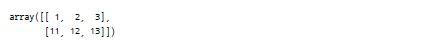 array([[ 1,  2,  3],
       [11, 12, 13]])